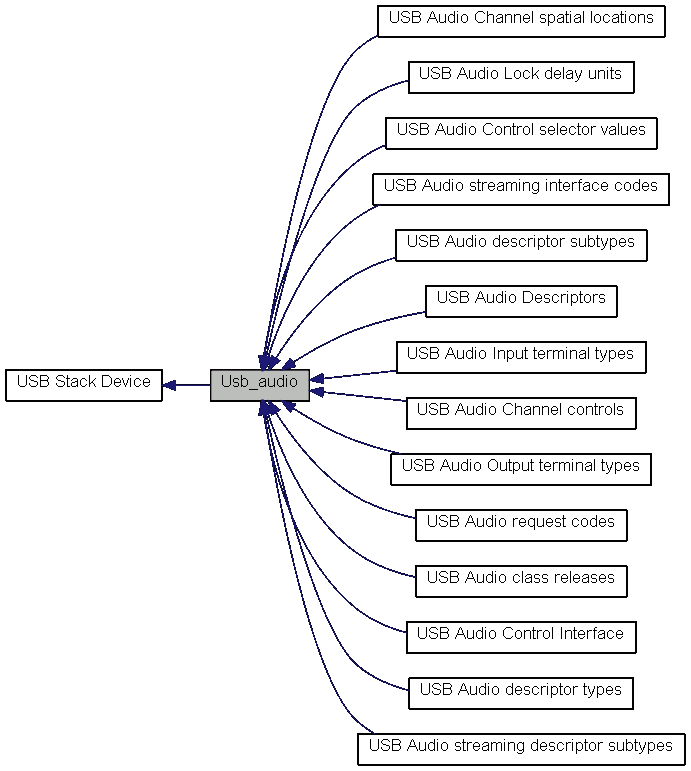 USB Audio Channel spatial locations
USB Audio Lock delay units
USB Audio Control selector values
USB Audio streaming interface codes
USB Audio descriptor subtypes
USB Audio Descriptors
USB Audio Input terminal types
USB Stack Device
Usb_audio
USB Audio Channel controls
USB Audio Output terminal types
USB Audio request codes
USB Audio class releases
USB Audio Control Interface
USB Audio descriptor types
USB Audio streaming descriptor subtypes